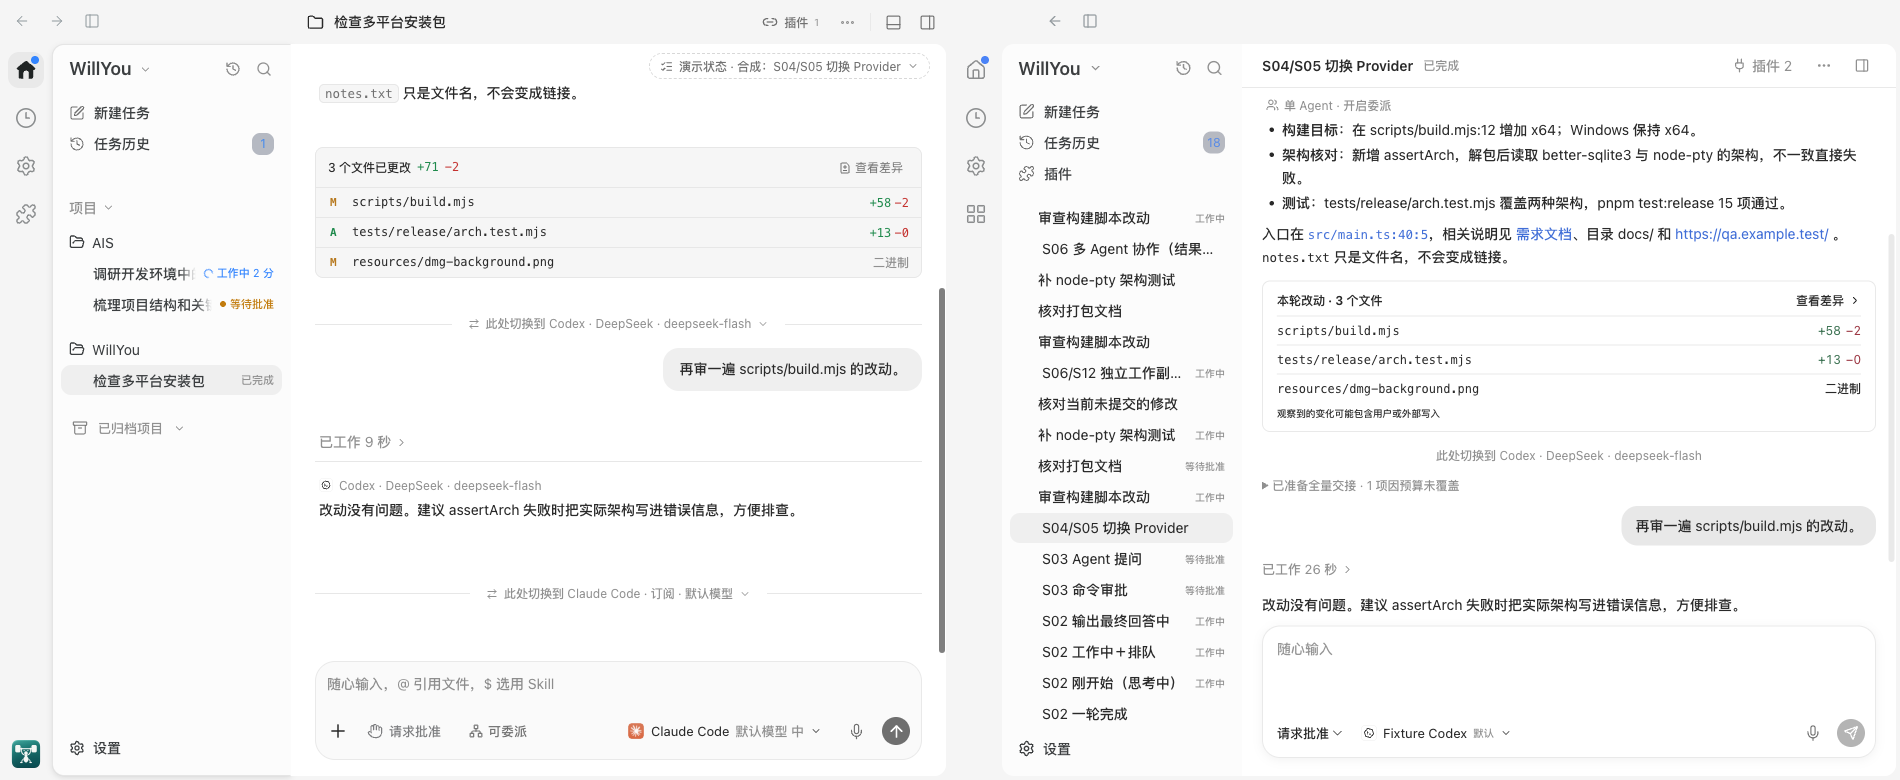 检查多平台安装包
插件 1
WillYou
新建任务
任务历史
1
项目
AIS
调研开发环境中
工作中 2 分
梳理项目结构和关
等待批准
WillYou
检查多平台安装包
已完成
已归档项目
设置
演示状态 · 合成：S04/S05 切换 Provider
notes.txt 只是文件名，不会变成链接。
3 个文件已更改 +71 −2
查看差异
M scripts/build.mjs +58 −2
A tests/release/arch.test.mjs +13 −0
M resources/dmg-background.png 二进制
此处切换到 Codex · DeepSeek · deepseek-flash
再审一遍 scripts/build.mjs 的改动。
已工作 9 秒
Codex · DeepSeek · deepseek-flash
改动没有问题。建议 assertArch 失败时把实际架构写进错误信息，方便排查。
此处切换到 Claude Code · 订阅 · 默认模型
随心输入，@ 引用文件，$ 选用 Skill
请求批准
可委派
Claude Code 默认模型 中
WillYou
新建任务
任务历史
18
插件
审查构建脚本改动 工作中
S06 多 Agent 协作（结果...
补 node-pty 架构测试
核对打包文档
审查构建脚本改动
S06/S12 独立工作副... 工作中
核对当前未提交的修改
补 node-pty 架构测试 工作中
核对打包文档 等待批准
审查构建脚本改动 工作中
S04/S05 切换 Provider
S03 Agent 提问 等待批准
S03 命令审批 等待批准
S02 输出最终回答中 工作中
S02 工作中＋排队 工作中
S02 刚开始（思考中） 工作中
S02 一轮完成
设置
S04/S05 切换 Provider 已完成
插件 2
单 Agent · 开启委派
• 构建目标：在 scripts/build.mjs:12 增加 x64；Windows 保持 x64。
• 架构核对：新增 assertArch，解包后读取 better-sqlite3 与 node-pty 的架构，不一致直接失
败。
• 测试：tests/release/arch.test.mjs 覆盖两种架构，pnpm test:release 15 项通过。
入口在 src/main.ts:40:5，相关说明见 需求文档、目录 docs/ 和 https://qa.example.test/ 。
notes.txt 只是文件名，不会变成链接。
本轮改动 · 3 个文件
查看差异
scripts/build.mjs +58 −2
tests/release/arch.test.mjs +13 −0
resources/dmg-background.png 二进制
观察到的变化可能包含用户或外部写入
此处切换到 Codex · DeepSeek · deepseek-flash
已准备全量交接 · 1 项因预算未覆盖
再审一遍 scripts/build.mjs 的改动。
已工作 26 秒
改动没有问题。建议 assertArch 失败时把实际架构写进错误信息，方便排查。
随心输入
请求批准
Fixture Codex 默认